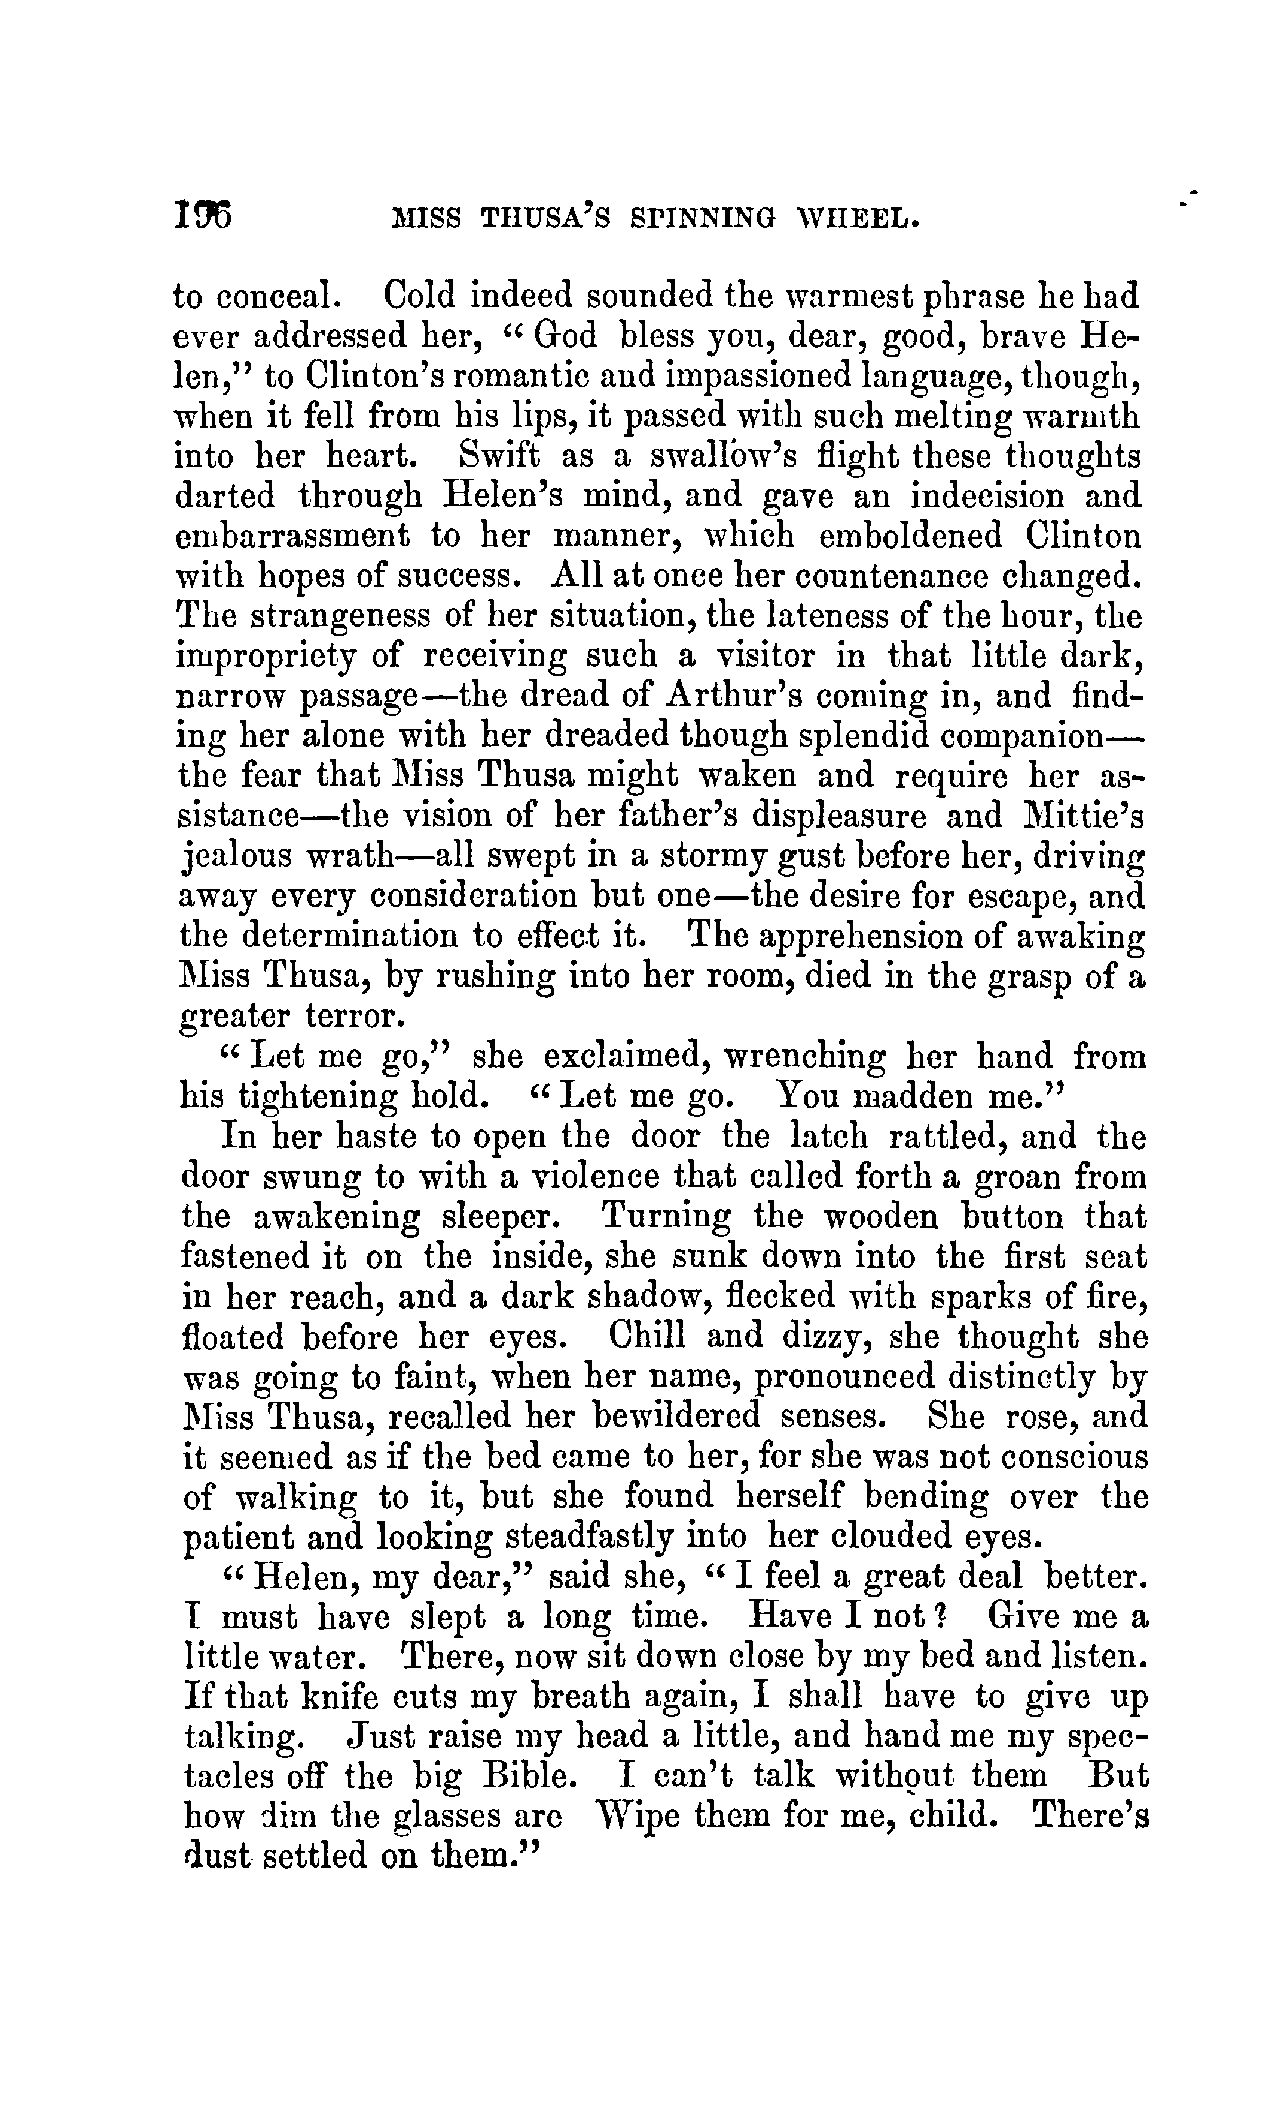 196 MISS THUSA'S SPINNING WHEEL.
to conceal. Cold indeed sounded the warmest phrase he had
ever addressed her, "God bless you, dear, good, brave He-
len," to Clinton's romantic and impassioned language, though,
when it fell from his lips, it passed with such melting warmth
into her heart. Swift as a swallow's flight these thoughts
darted through Helen's mind, and gave an indecision and
embarrassment to her manner, which emboldened Clinton
with hopes of success. All at once her countenance changed.
The strangeness of her situation, the lateness of the hour, the
impropriety of receiving such a visitor in that little dark,
narrow passage—the dread of Arthur's coming in, and find-
ing her alone with her dreaded though splendid companion—
the fear that Miss Thusa might waken and require her as-
sistance—the vision of her father's displeasure and Mittie's
jealous wrath—all swept in a stormy gust before her, driving
away every consideration but one—the desire for escape, and
the determination to effect it. The apprehension of awaking
Miss Thusa, by rushing into her room, died in the grasp of a
greater terror.
"Let me go," she exclaimed, wrenching her hand from
his tightening hold. "Let me go. You madden me."
In her haste to open the door the latch rattled, and the
door swung to with a violence that called forth a groan from
the awakening sleeper. Turning the wooden button that
fastened it on the inside, she sunk down into the first seat
in her reach, and a dark shadow, flecked with sparks of fire,
floated before her eyes. Chill and dizzy, she thought she
was going to faint, when her name, pronounced distinctly by
Miss Thusa, recalled her bewildered senses. She rose, and
it seemed as if the bed came to her, for she was not conscious
of walking to it, but she found herself bending over the
patient and looking steadfastly into her clouded eyes.
"Helen, my dear," said she, "I feel a great deal better.
I must have slept a long time. Have I not? Give me a
little water. There, now sit down close by my bed and listen.
If that knife cuts my breath again, I shall have to give up
talking. Just raise my head a little, and hand me my spec-
tacles off the big Bible. I can't talk without them But
how dim the glasses are Wipe them for me, child. There's
dust settled on them."